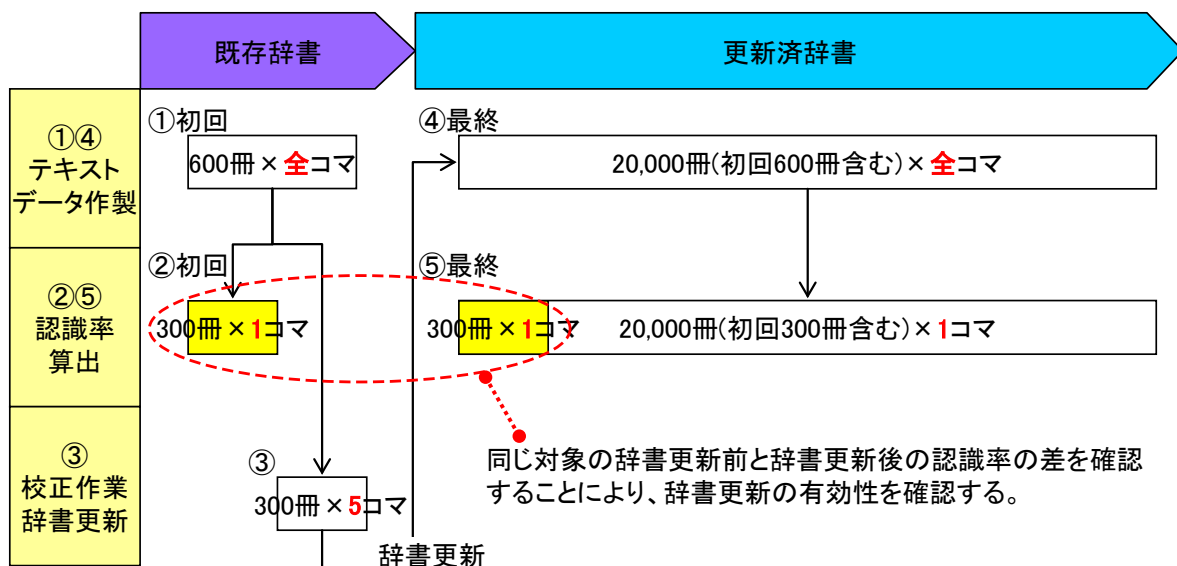 既存辞書
更新済辞書
①④
テキスト
データ作製
①初回
600冊×全コマ
④最終
20,000冊(初回600冊含む)×全コマ
②⑤
認識率
算出
②初回
300冊×1コマ
⑤最終
300冊×1コマ
20,000冊(初回300冊含む)×1コマ
③
校正作業
辞書更新
③
300冊×5コマ
同じ対象の辞書更新前と辞書更新後の認識率の差を確認
することにより、辞書更新の有効性を確認する。
辞書更新